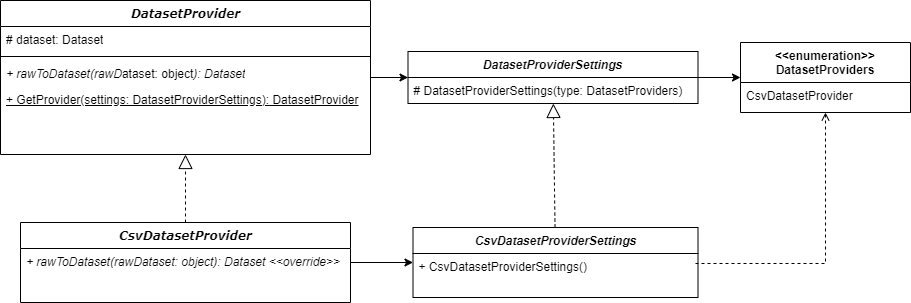 DatasetProvider
# dataset: Dataset
+ rawToDataset(rawDataset: object): Dataset
+ GetProvider(settings: DatasetProviderSettings): DatasetProvider
DatasetProviderSettings
# DatasetProviderSettings(type: DatasetProviders)
<<enumeration>>
DatasetProviders
CsvDatasetProvider
CsvDatasetProvider
+ rawToDataset(rawDataset: object): Dataset <<override>>
CsvDatasetProviderSettings
+ CsvDatasetProviderSettings()